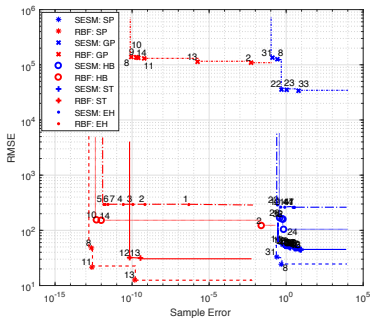 10^6
10^5
10^4
10^3
10^2
10^1
RMSE
SESM: SP
RBF: SP
SESM: GP
RBF: GP
SESM: HB
RBF: HB
SESM: ST
RBF: ST
SESM: EH
RBF: EH
10
9 14
8 11
13
2
31 8
22 23 33
5 6 7 4 3 2 1
10 14
2
24
8
11
12 13
13
31
8
10^-15 10^-10 10^-5 10^0 10^5
Sample Error